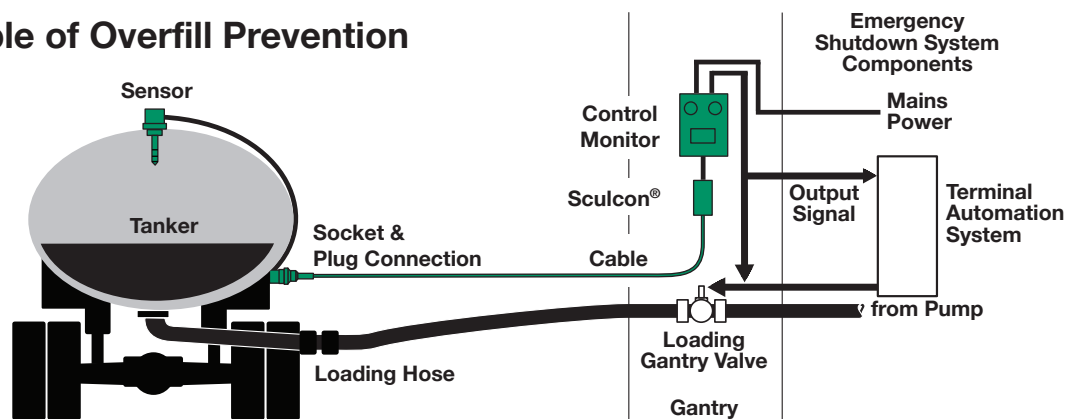 of Overfill Prevention
Emergency
Shutdown System
Components
Sensor
Mains
Power
Control
Monitor
Sculcon®
Output
Signal
Terminal
Automation
System
Tanker
Socket &
Plug Connection
Cable
from Pump
Loading
Gantry Valve
Loading Hose
Gantry